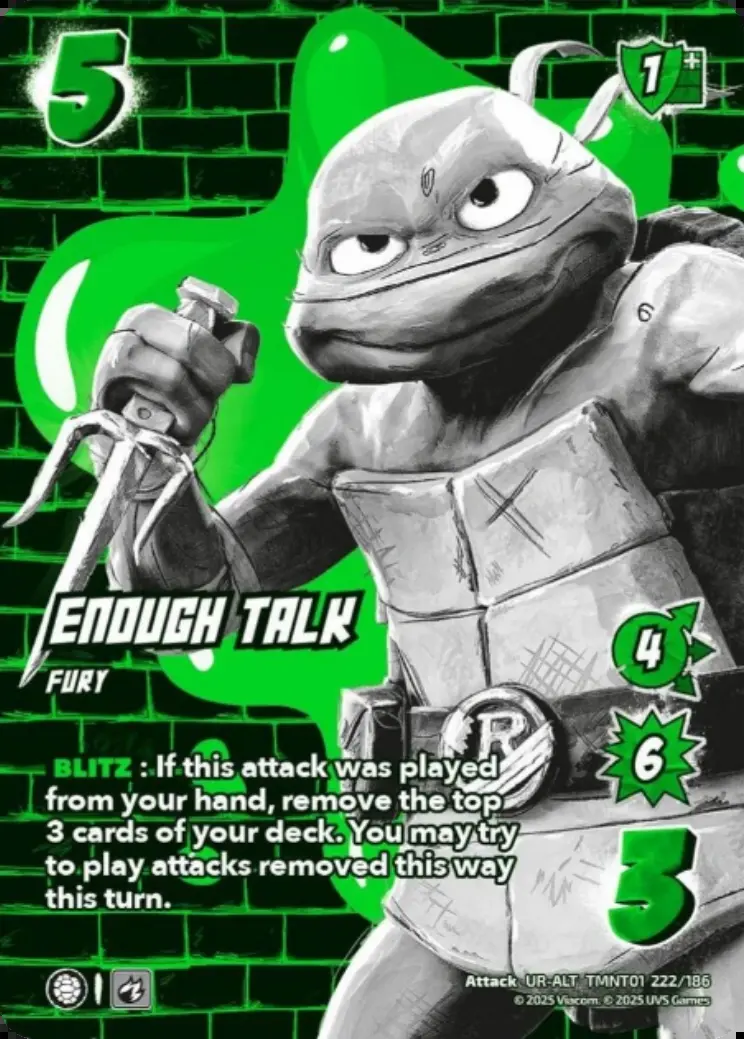 5
1
+
6
ENOUGH TALK
FURY
4
R
6
BLITZ : If this attack was played
from your hand, remove the top
3 cards of your deck. You may try
to play attacks removed this way
this turn.
3
Attack UR-ALT TMNT01 222/186
© 2025 Viacom. © 2025 UVS Games